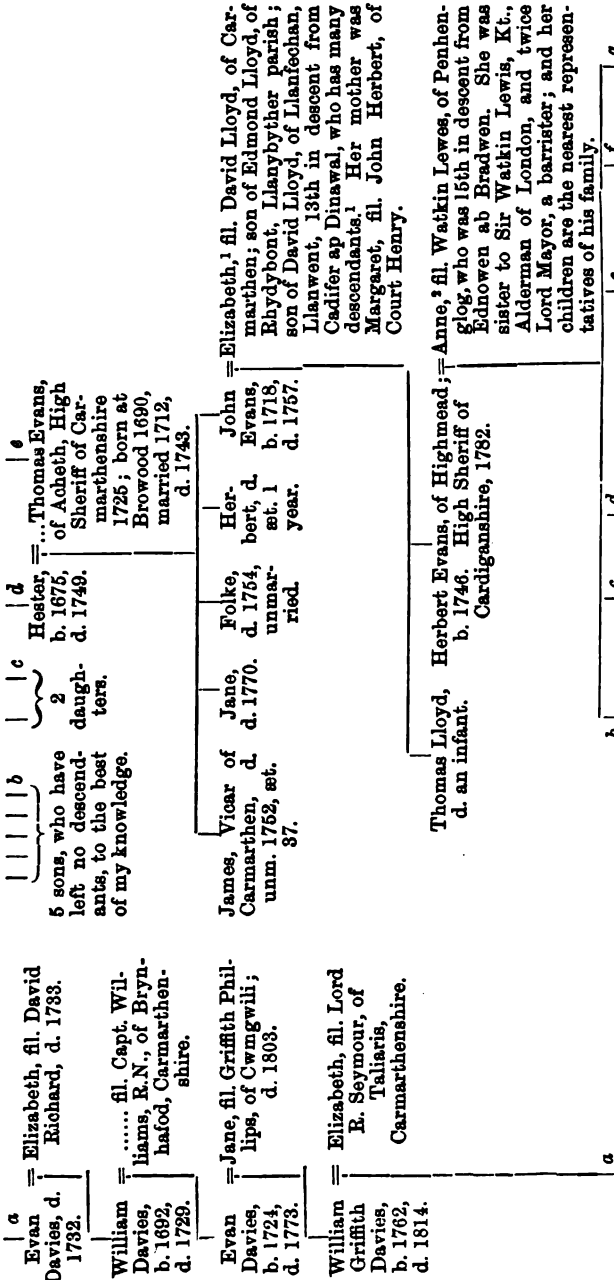 a
Evan
Davies, d.
1732.
= Elizabeth, fil. David
Richard, d. 1733.
William
Davies,
b. 1692,
d. 1729.
= ...... fil. Capt. Wil-
liams, R.N., of Bryn-
hafod, Carmarthen-
shire.
Evan
Davies,
b. 1724,
d. 1773.
= Jane, fil. Griffith Phil-
lips, of Cwmgwili;
d. 1803.
William
Griffith
Davies,
b. 1762,
d. 1814.
= Elizabeth, fil. Lord
R. Seymour, of
Taliaris,
Carmarthenshire.
a
b
5 sons, who have
left no descend-
ants, to the best
of my knowledge.
c
2
daugh-
ters.
d
Hester,
b. 1675,
d. 1749.
e
=...Thomas Evans,
of Acheth, High
Sheriff of Car-
marthenshire
1725; born at
Browood 1690,
married 1712,
d. 1743.
James, Vicar of
Carmarthen, d.
unm. 1752, æt.
37.
Jane,
d. 1770.
Folke,
d. 1754,
unmar-
ried.
Her-
bert, d.
æt. 1
year.
John
Evans,
b. 1718,
d. 1757.
=Elizabeth,¹ fil. David Lloyd, of Car-
marthen; son of Edmond Lloyd, of
Rhydybont, Llanybyther parish;
son of David Lloyd, of Llanfechan,
Llanwent, 13th in descent from
Cadifer ap Dinawal, who has many
descendants.¹ Her mother was
Margaret, fil. John Herbert, of
Court Henry.
Thomas Lloyd,
d. an infant.
Herbert Evans, of Highmead;
b. 1746. High Sheriff of
Cardiganshire, 1782.
=Anne,² fil. Watkin Lewes, of Penhen-
glog, who was 15th in descent from
Ednowen ab Bradwen. She was
sister to Sir Watkin Lewis, Kt.,
Alderman of London, and twice
Lord Mayor, a barrister; and her
children are the nearest represen-
tatives of his family.
b c d e f g